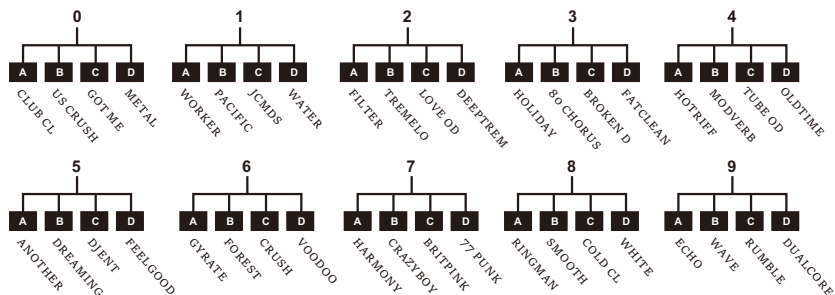 0 1 2 3 4
A B C D A B C D A B C D A B C D A B C D
CLUB CL US CRUSH GOT ME METAL WORKER PACIFIC JCMDS WATER FILTER TREMELO LOVE OD DEEPTREM HOLIDAY 80 CHORUS BROKEN D FATCLEAN HOTRIFF MODVERB TUBE OD OLDTIME
5 6 7 8 9
A B C D A B C D A B C D A B C D A B C D
ANOTHER DREAMING DJENT FEELGOOD GYRATE FOREST CRUSH VOODOO HARMONY CRAZYBOY BRITPINK 77 PUNK RINGMAN SMOOTH COLD CL WHITE ECHO WAVE RUMBLE DUALCORE